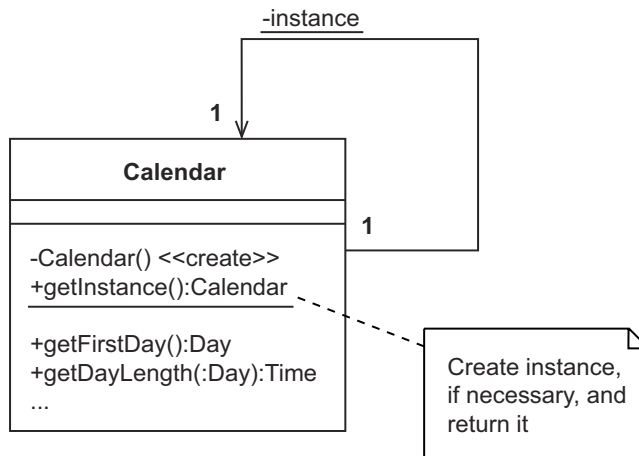 -instance
1
Calendar
1
-Calendar() <<create>>
+getInstance():Calendar
+getFirstDay():Day
+getDayLength(:Day):Time
...
Create instance,
if necessary, and
return it